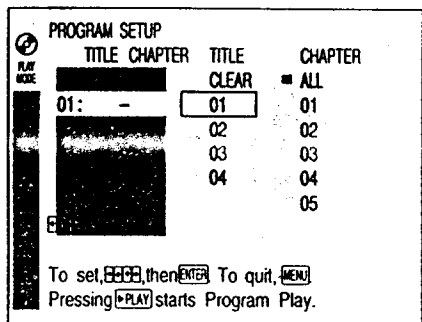 PROGRAM SETUP
PLAY MODE
TITLE CHAPTER TITLE CHAPTER
CLEAR ALL
01: – 01 01
02 02
03 03
04 04
05
To set, ,then ENTER. To quit, MENU.
Pressing PLAY starts Program Play.